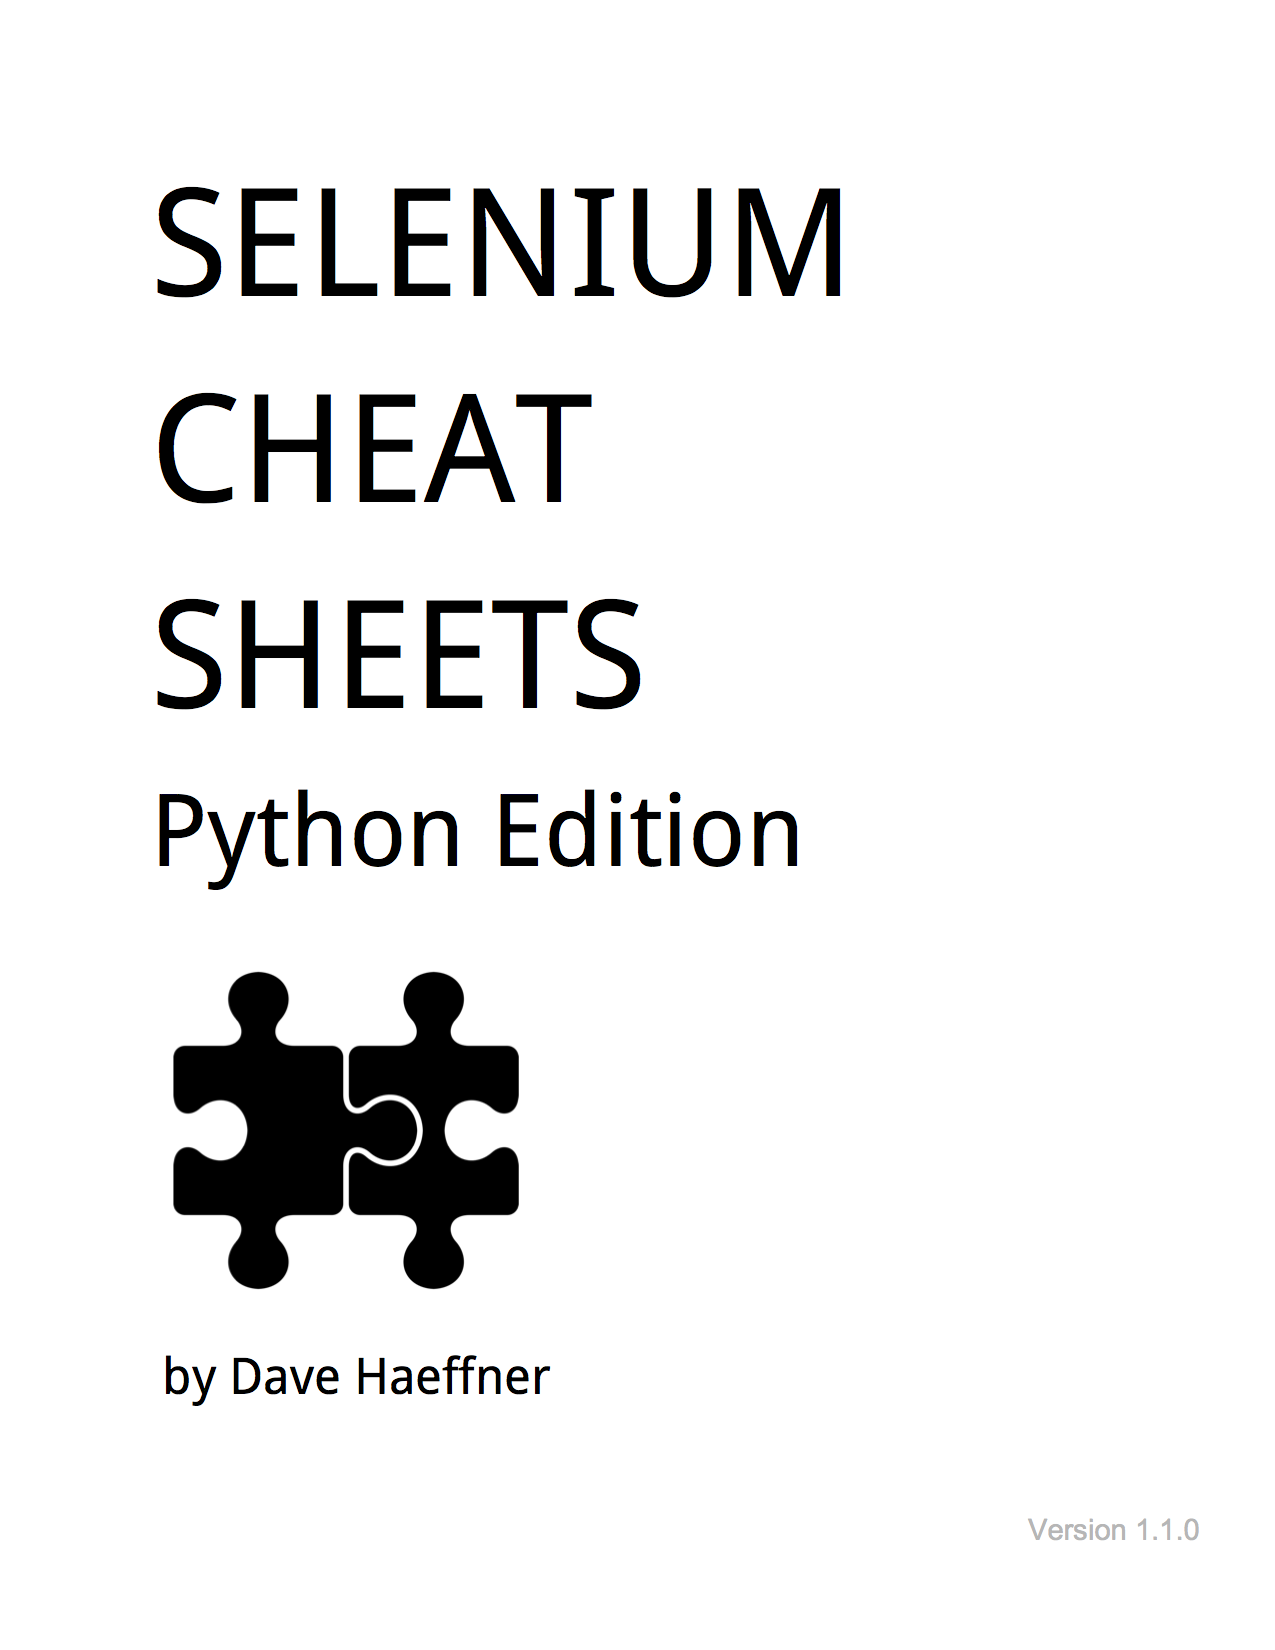 SELENIUM
CHEAT
SHEETS
Python Edition
by Dave Haeffner
Version 1.1.0